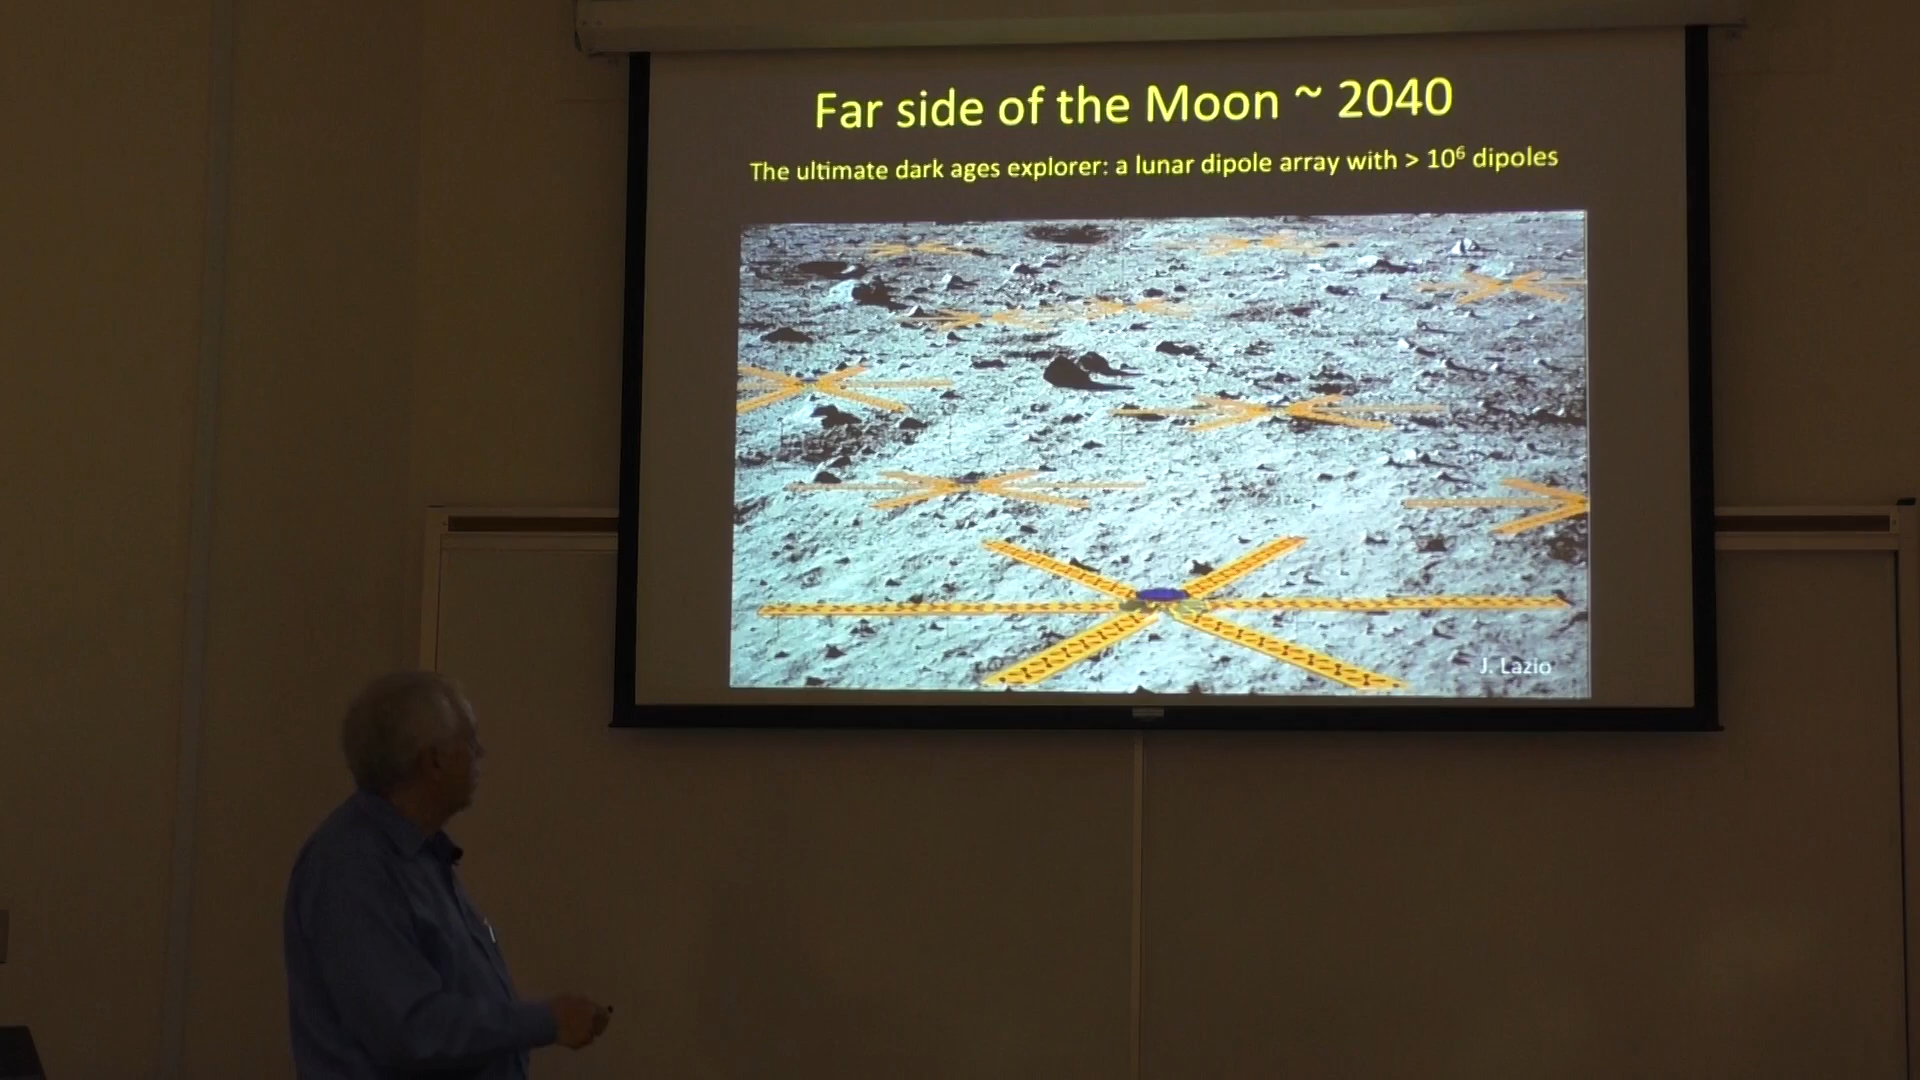 Far side of the Moon ~ 2040
The ultimate dark ages explorer: a lunar dipole array with > 10⁶ dipoles
J. Lazio